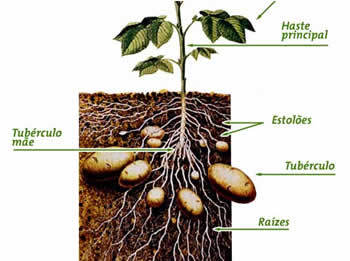 Haste
principal
Estolões
Tubérculo
mãe
Tubérculo
Raízes